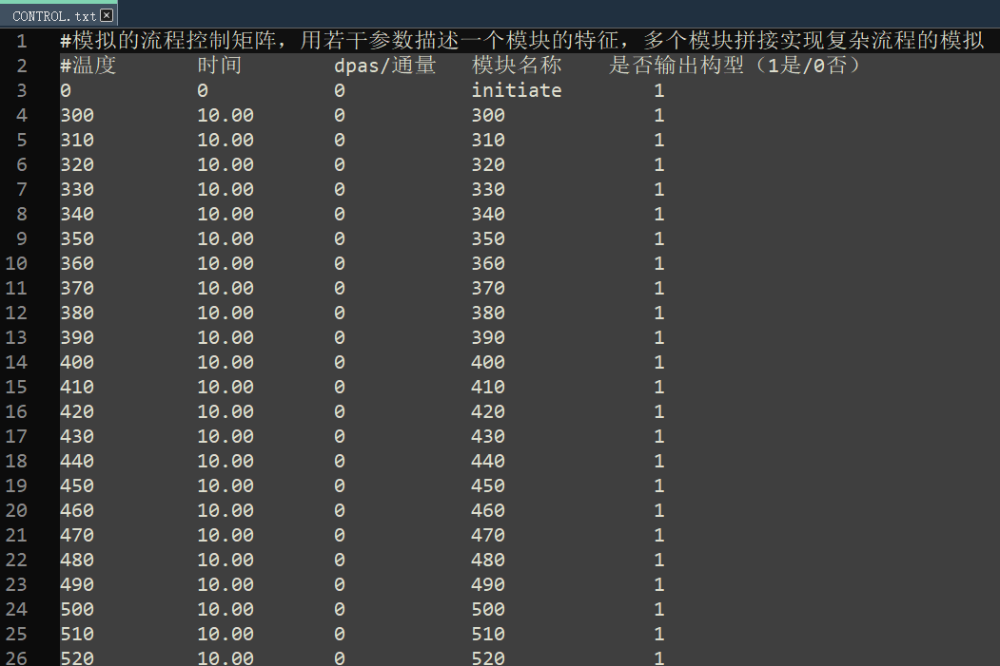 CONTROL.txt
1 #模拟的流程控制矩阵，用若干参数描述一个模块的特征，多个模块拼接实现复杂流程的模拟
2 #温度 时间 dpas/通量 模块名称 是否输出构型（1是/0否）
3 0 0 0 initiate 1
4 300 10.00 0 300 1
5 310 10.00 0 310 1
6 320 10.00 0 320 1
7 330 10.00 0 330 1
8 340 10.00 0 340 1
9 350 10.00 0 350 1
10 360 10.00 0 360 1
11 370 10.00 0 370 1
12 380 10.00 0 380 1
13 390 10.00 0 390 1
14 400 10.00 0 400 1
15 410 10.00 0 410 1
16 420 10.00 0 420 1
17 430 10.00 0 430 1
18 440 10.00 0 440 1
19 450 10.00 0 450 1
20 460 10.00 0 460 1
21 470 10.00 0 470 1
22 480 10.00 0 480 1
23 490 10.00 0 490 1
24 500 10.00 0 500 1
25 510 10.00 0 510 1
26 520 10.00 0 520 1